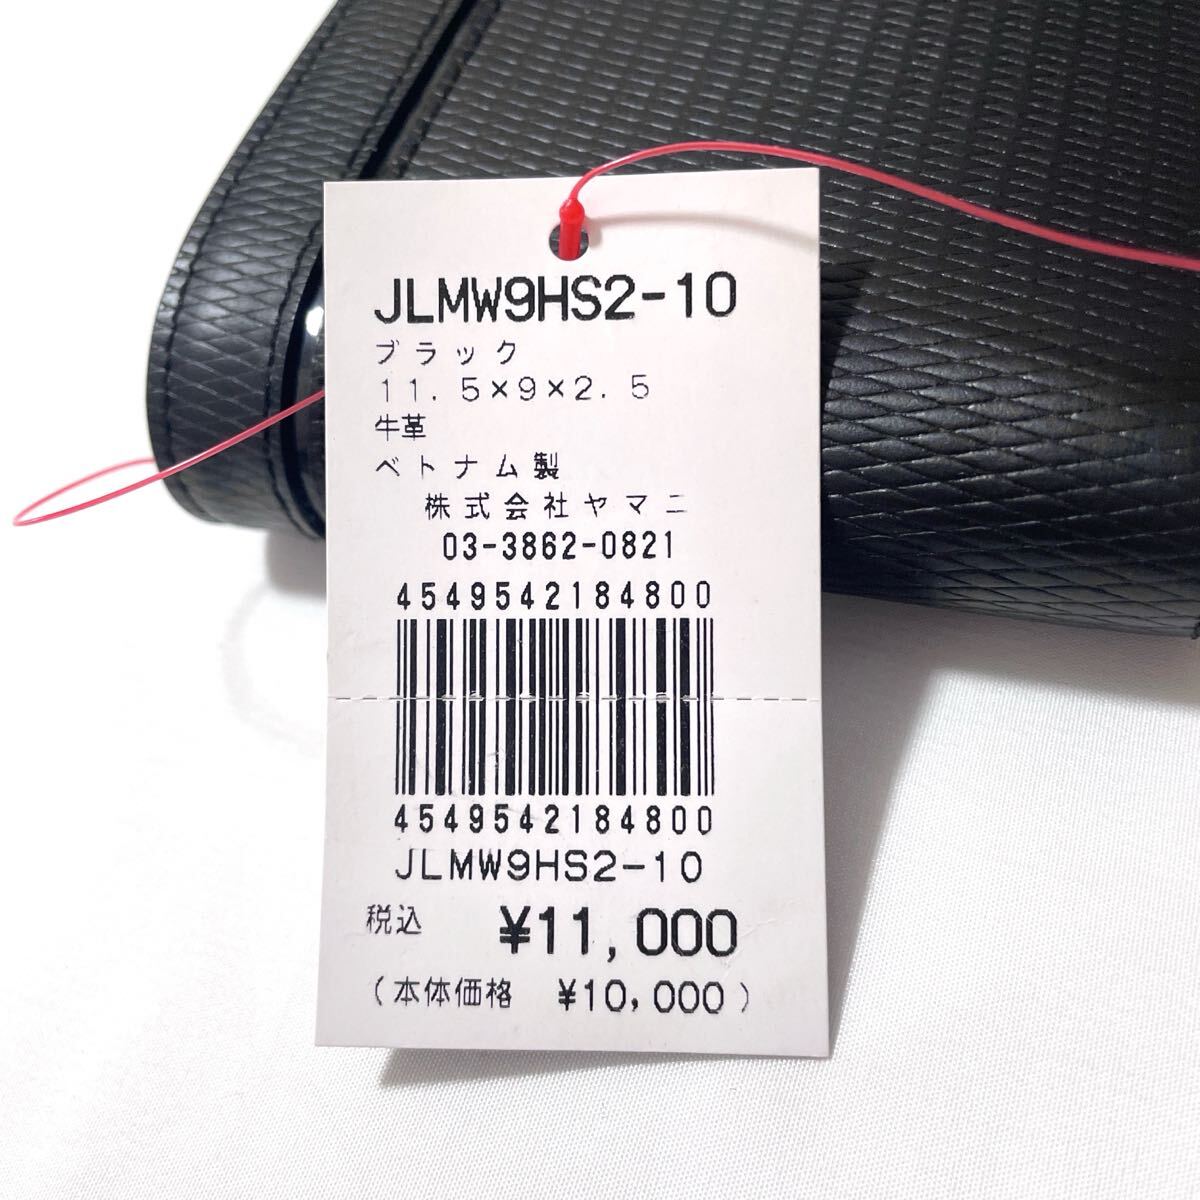 JLMW9HS2-10
ブラック
11.5×9×2.5
牛革
ベトナム製
株式会社ヤマニ
03-3862-0821
4549542184800
4549542184800
JLMW9HS2-10
税込 ¥11,000
(本体価格 ¥10,000)